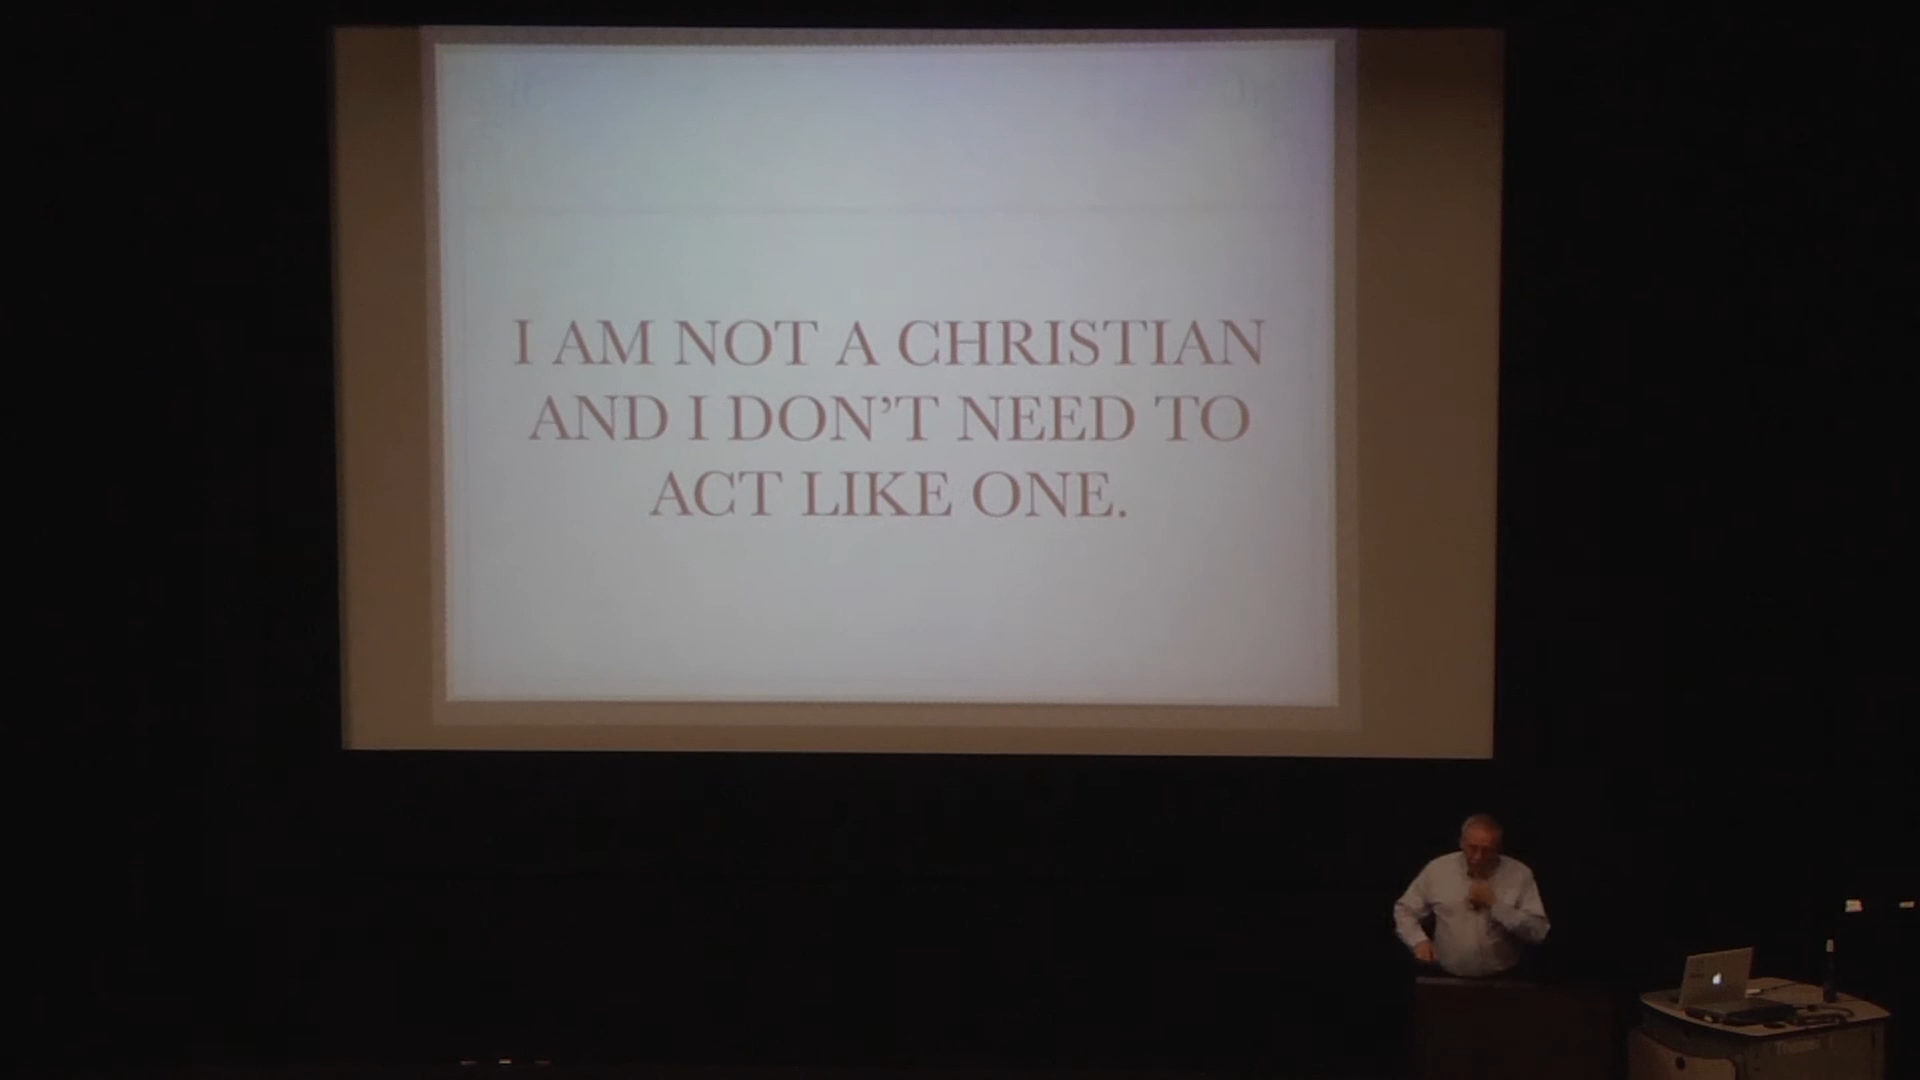 I AM NOT A CHRISTIAN
AND I DON'T NEED TO
ACT LIKE ONE.